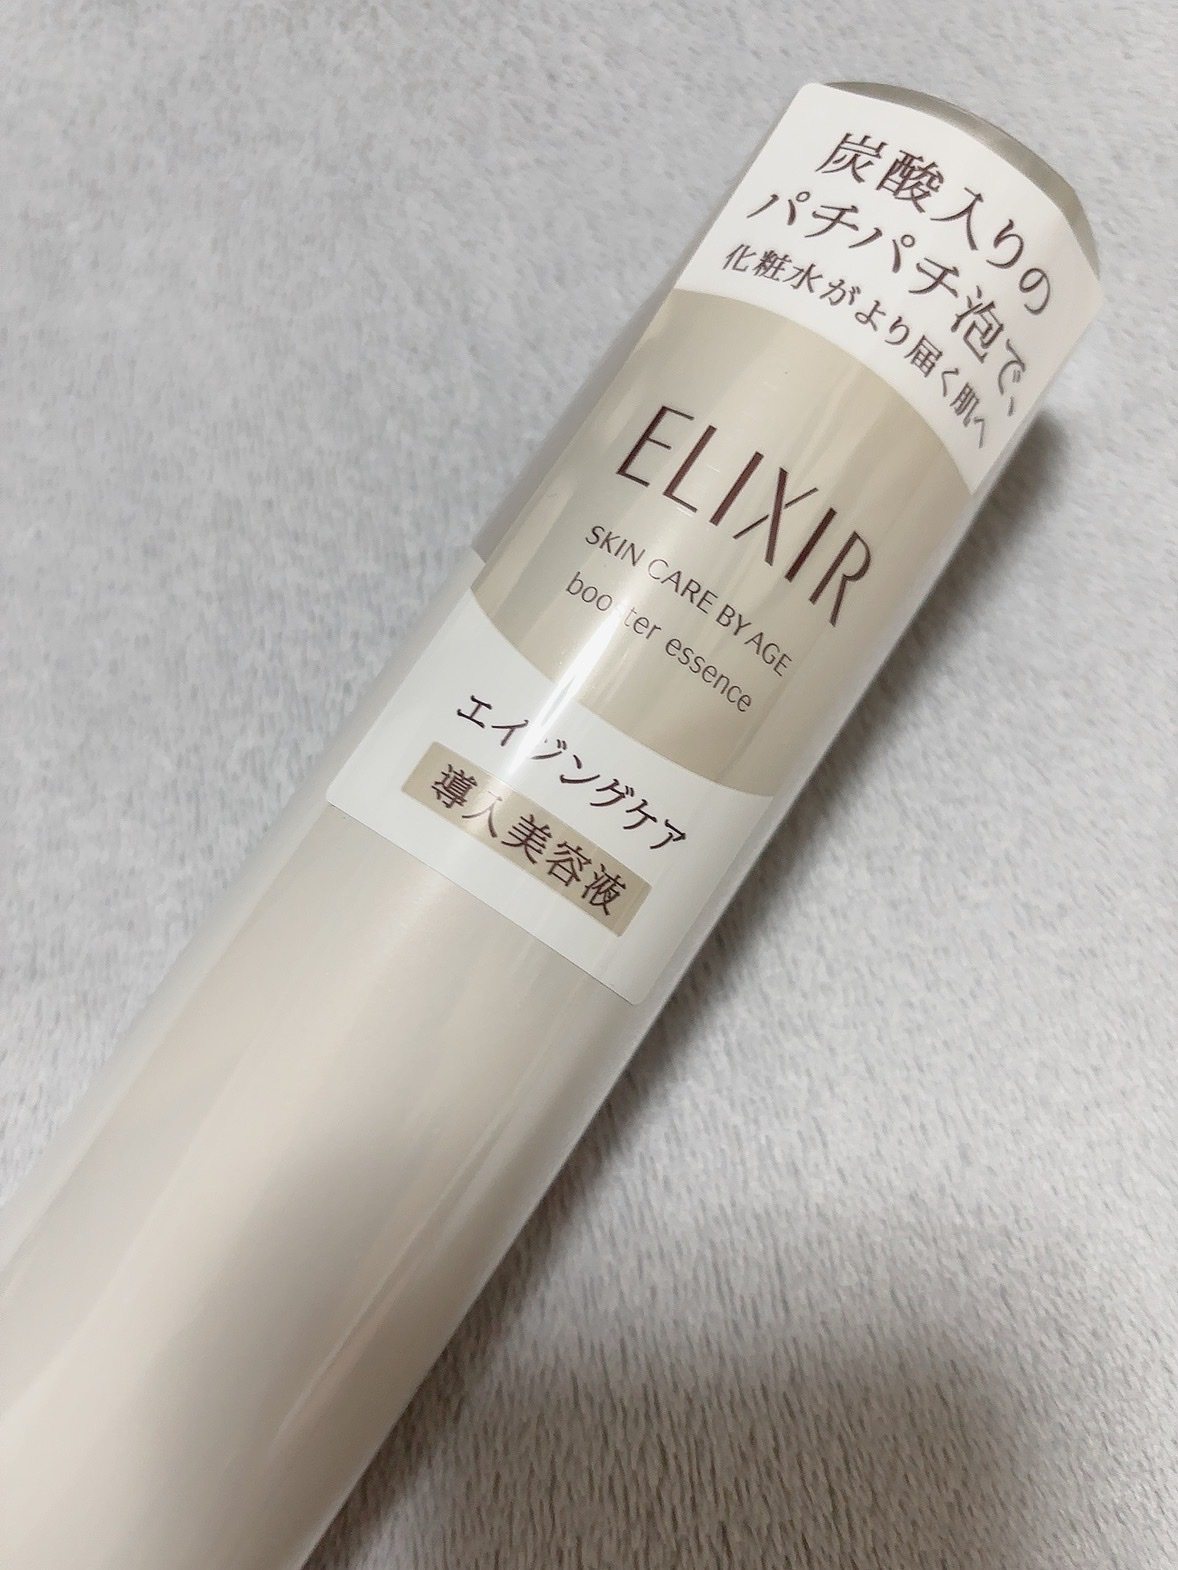 炭酸入りの
パチパチ泡で、
化粧水がより届く肌へ
ELIXIR
SKIN CARE BY AGE
booster essence
エイジングケア
導入美容液